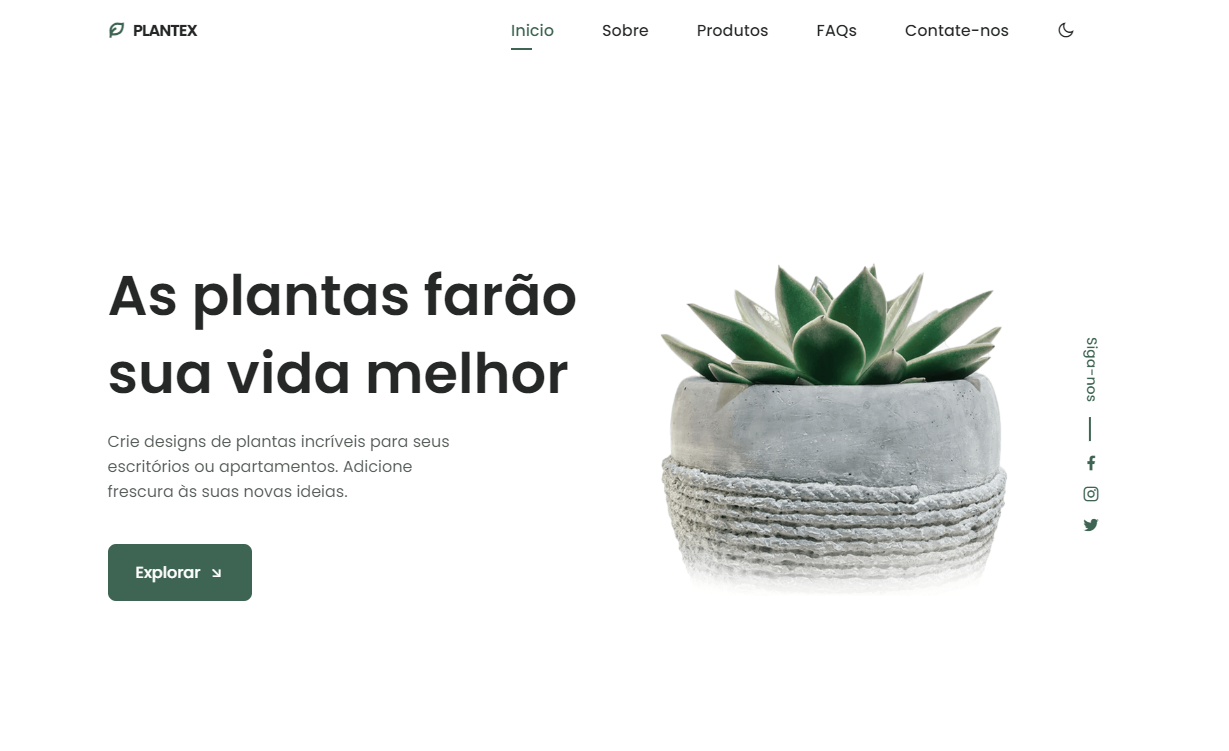 PLANTEX
Inicio Sobre Produtos FAQs Contate-nos
As plantas farão
sua vida melhor
Crie designs de plantas incríveis para seus
escritórios ou apartamentos. Adicione
frescura às suas novas ideias.
Explorar
Siga-nos